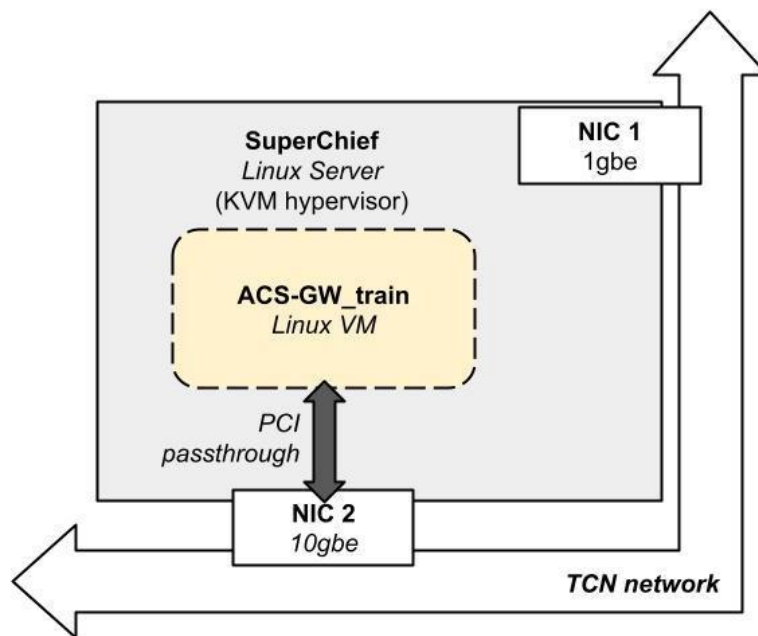 SuperChief
Linux Server
(KVM hypervisor)
NIC 1
1gbe
ACS-GW_train
Linux VM
PCI
passthrough
NIC 2
10gbe
TCN network